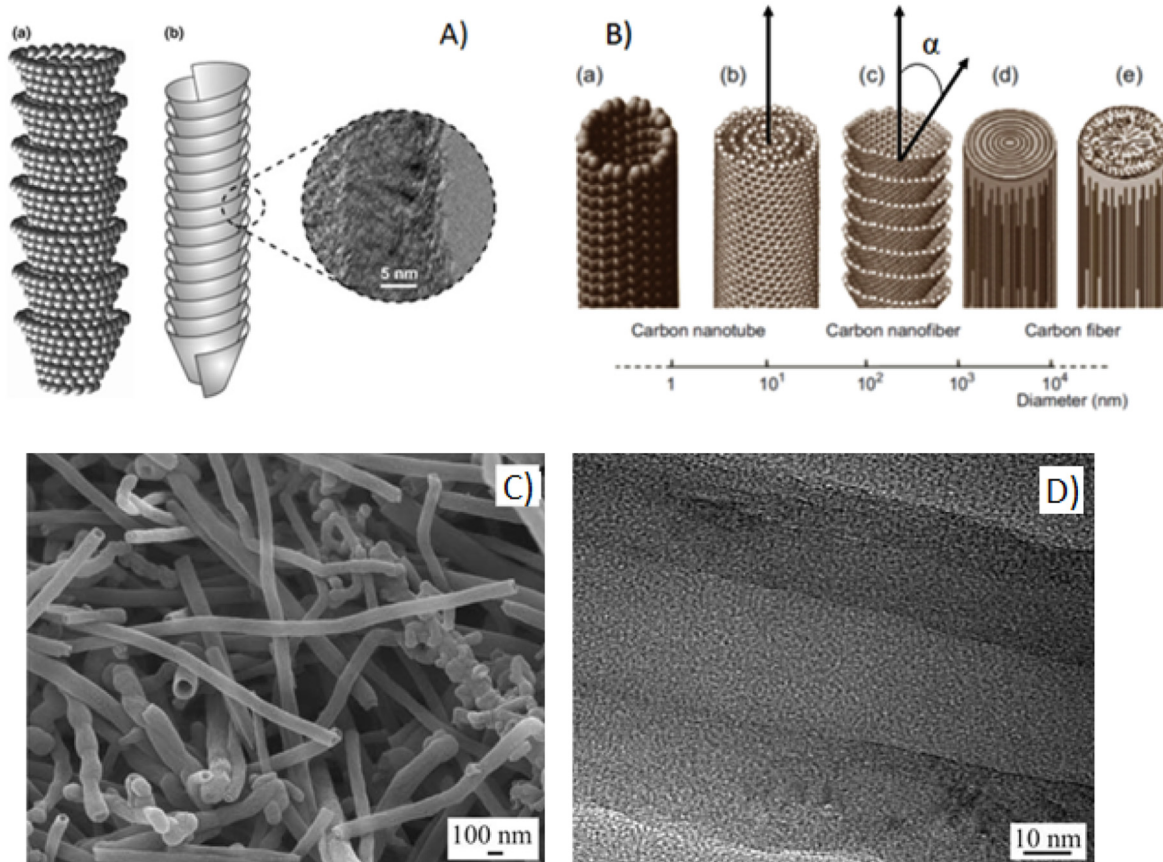 (a)
(b)
A)
5 nm
B)
α
(a)
(b)
(c)
(d)
(e)
Carbon nanotube
Carbon nanofiber
Carbon fiber
1
10¹
10²
10³
10⁴
Diameter (nm)
C)
100 nm
D)
10 nm